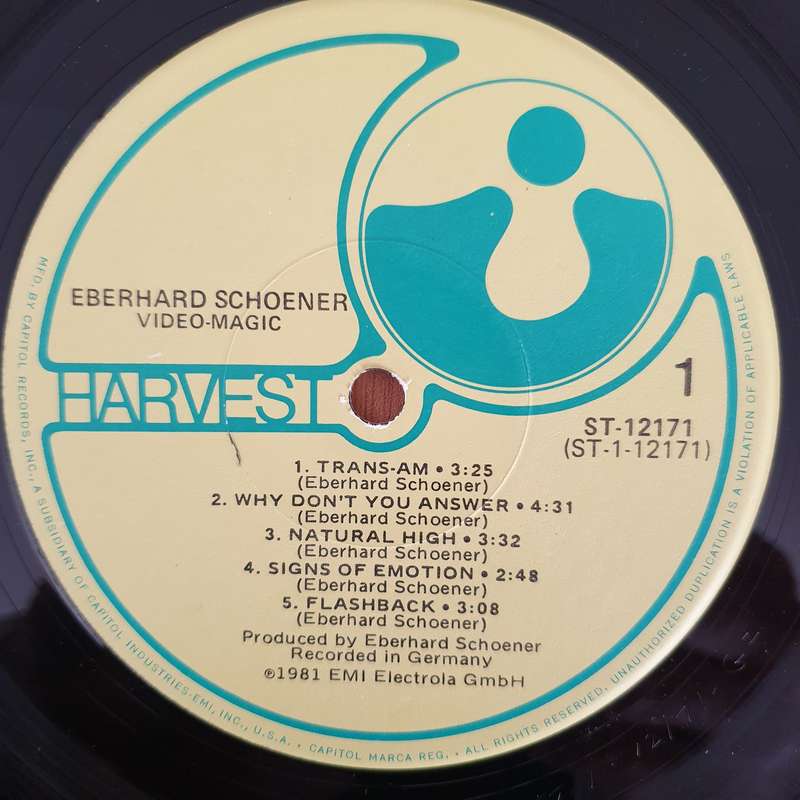 EBERHARD SCHOENER
VIDEO-MAGIC
HARVEST
1
ST-12171
(ST-1-12171)
1. TRANS-AM • 3:25
(Eberhard Schoener)
2. WHY DON'T YOU ANSWER • 4:31
(Eberhard Schoener)
3. NATURAL HIGH • 3:32
(Eberhard Schoener)
4. SIGNS OF EMOTION • 2:48
(Eberhard Schoener)
5. FLASHBACK • 3:08
(Eberhard Schoener)
Produced by Eberhard Schoener
Recorded in Germany
℗1981 EMI Electrola GmbH
MFD. BY CAPITOL RECORDS, INC., A SUBSIDIARY OF CAPITOL INDUSTRIES-EMI, INC., U.S.A. • CAPITOL MARCA REG. • ALL RIGHTS RESERVED. UNAUTHORIZED DUPLICATION IS A VIOLATION OF APPLICABLE LAWS